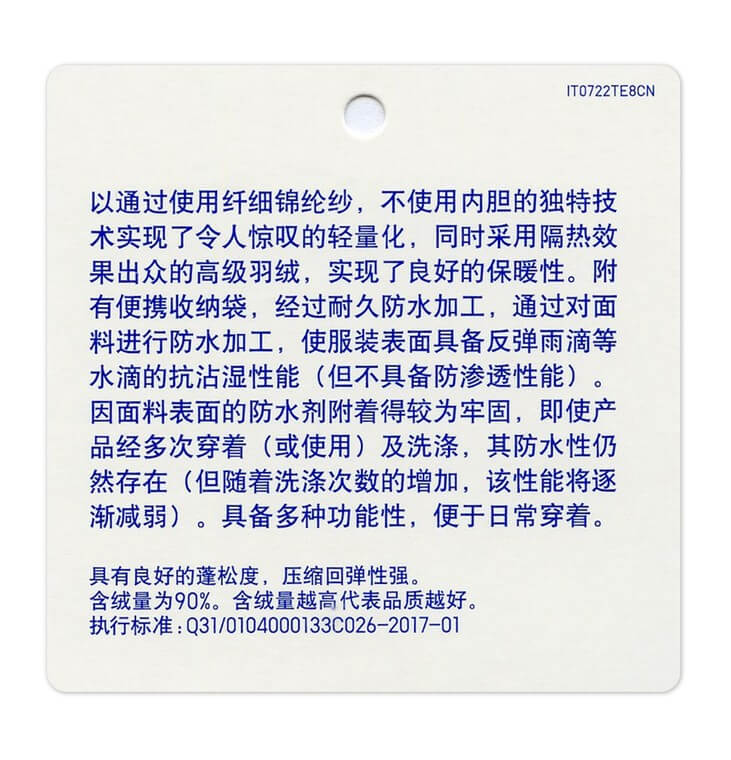 IT0722TE8CN
以通过使用纤细锦纶纱，不使用内胆的独特技
术实现了令人惊叹的轻量化，同时采用隔热效
果出众的高级羽绒，实现了良好的保暖性。附
有便携收纳袋，经过耐久防水加工，通过对面
料进行防水加工，使服装表面具备反弹雨滴等
水滴的抗沾湿性能（但不具备防渗透性能）。
因面料表面的防水剂附着得较为牢固，即使产
品经多次穿着（或使用）及洗涤，其防水性仍
然存在（但随着洗涤次数的增加，该性能将逐
渐减弱）。具备多种功能性，便于日常穿着。
具有良好的蓬松度，压缩回弹性强。
含绒量为90%。含绒量越高代表品质越好。
执行标准:Q31/0104000133C026-2017-01